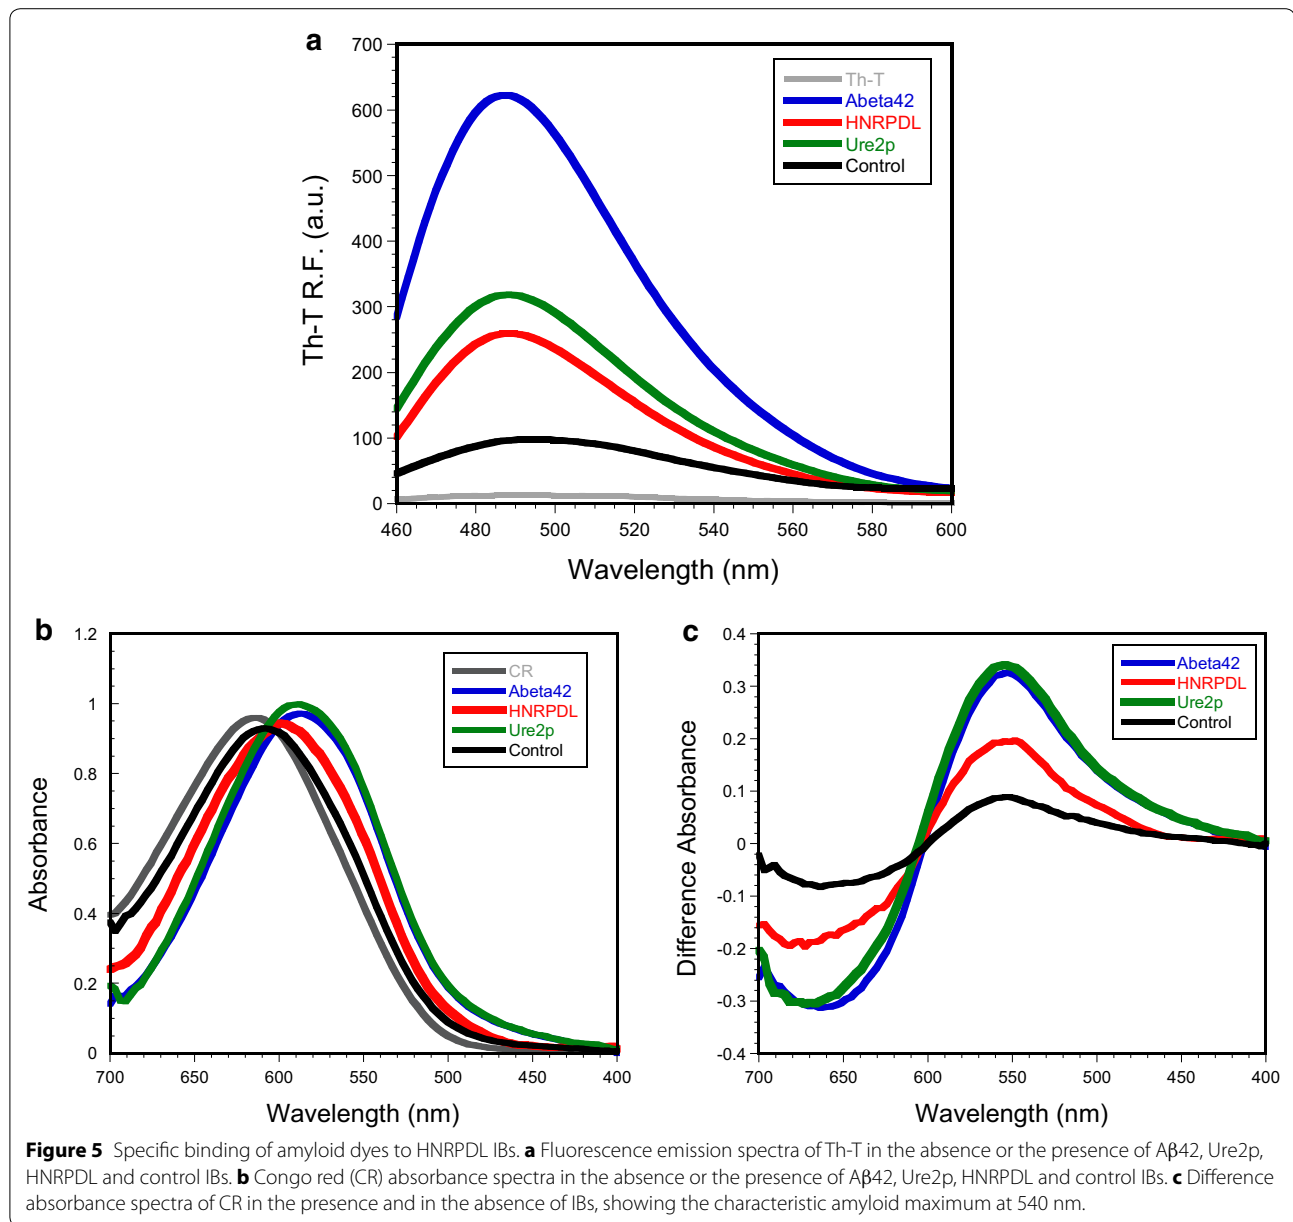 a
700
600
500
400
300
200
100
0
Th-T R.F. (a.u.)
Th-T
Abeta42
HNRPDL
Ure2p
Control
460 480 500 520 540 560 580 600
Wavelength (nm)
b
1.2
1
0.8
0.6
0.4
0.2
0
Absorbance
CR
Abeta42
HNRPDL
Ure2p
Control
700 650 600 550 500 450 400
Wavelength (nm)
c
0.4
0.3
0.2
0.1
0
-0.1
-0.2
-0.3
-0.4
Difference Absorbance
Abeta42
HNRPDL
Ure2p
Control
700 650 600 550 500 450 400
Wavelength (nm)
Figure 5 Specific binding of amyloid dyes to HNRPDL IBs. a Fluorescence emission spectra of Th-T in the absence or the presence of Aβ42, Ure2p,
HNRPDL and control IBs. b Congo red (CR) absorbance spectra in the absence or the presence of Aβ42, Ure2p, HNRPDL and control IBs. c Difference
absorbance spectra of CR in the presence and in the absence of IBs, showing the characteristic amyloid maximum at 540 nm.